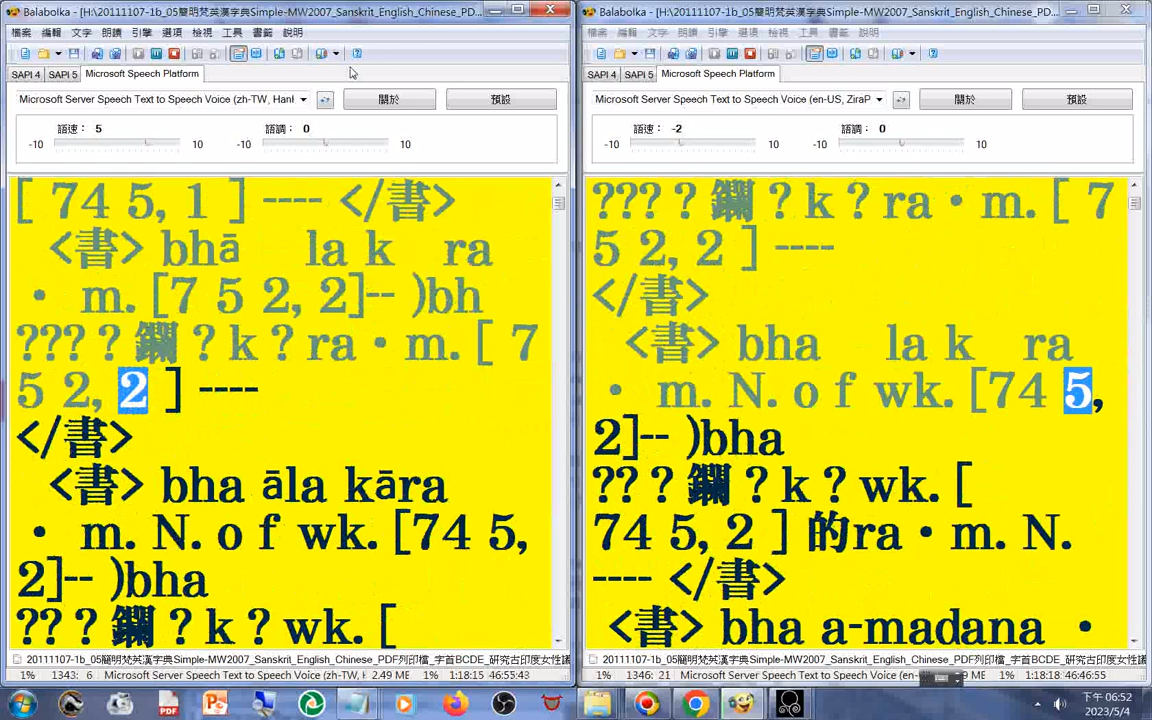 Balabolka - [H:\20111107-1b_05簡明梵英漢字典Simple-MW2007_Sanskrit_English_Chinese_PD...
檔案 編輯 文字 朗讀 引擎 選項 檢視 工具 書籤 說明
SAPI 4 SAPI 5 Microsoft Speech Platform
Microsoft Server Speech Text to Speech Voice (zh-TW, Hanl 關於 預設
語速： 5 語調： 0
-10 10 -10 10
[ 74 5, 1 ] ---- </書>
<書> bhā la k ra
• m. [7 5 2, 2]-- )bh
??? ? 鑭 ? k ? ra • m. [ 7
5 2, 2 ] ----
</書>
<書> bha āla kāra
• m. N. o f wk. [74 5,
2]-- )bha
?? ? 鑭 ? k ? wk. [
20111107-1b_05簡明梵英漢字典Simple-MW2007_Sanskrit_English_Chinese_PDF列印檔_字首BCDE_研究古印度女性議
1% 1343: 6 Microsoft Server Speech Text to Speech Voice (zh-TW, 2.49 ME 1% 1:18:15 46:55:43
Balabolka - [H:\20111107-1b_05簡明梵英漢字典Simple-MW2007_Sanskrit_English_Chinese_PD...
檔案 編輯 文字 朗讀 引擎 選項 檢視 工具 書籤 說明
SAPI 4 SAPI 5 Microsoft Speech Platform
Microsoft Server Speech Text to Speech Voice (en-US, ZiraP 關於 預設
語速： -2 語調： 0
-10 10 -10 10
??? ? 鑭 ? k ? ra • m. [ 7
5 2, 2 ] ----
</書>
<書> bha la k ra
• m. N. o f wk. [74 5,
2]-- )bha
?? ? 鑭 ? k ? wk. [
74 5, 2 ] 的ra • m. N.
---- </書>
<書> bha a-madana •
20111107-1b_05簡明梵英漢字典Simple-MW2007_Sanskrit_English_Chinese_PDF列印檔_字首BCDE_研究古印度女性議
1% 1346: 21 Microsoft Server Speech Text to Speech Voice (en-US, 9 ME 1% 1:18:15 46:46:55
PDF
下午 06:52
2023/5/4